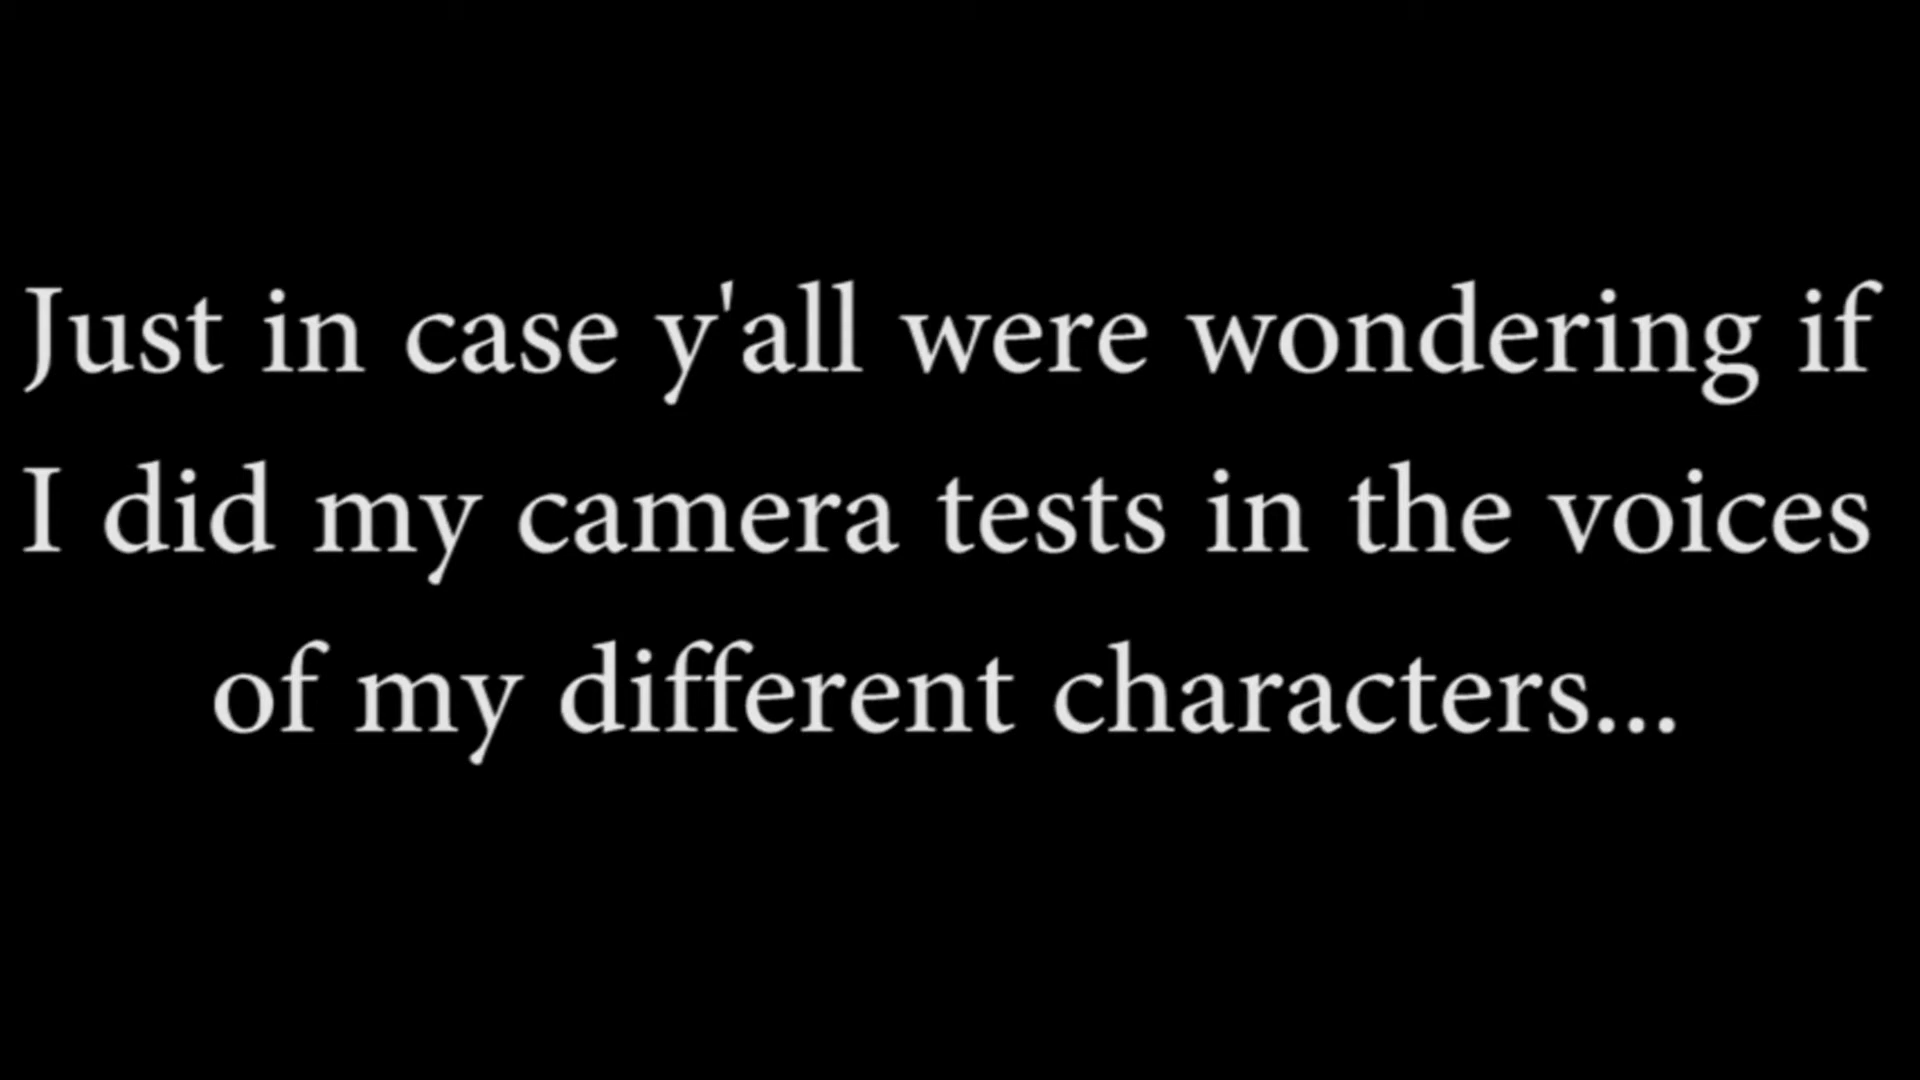 Just in case y'all were wondering if
I did my camera tests in the voices
of my different characters...